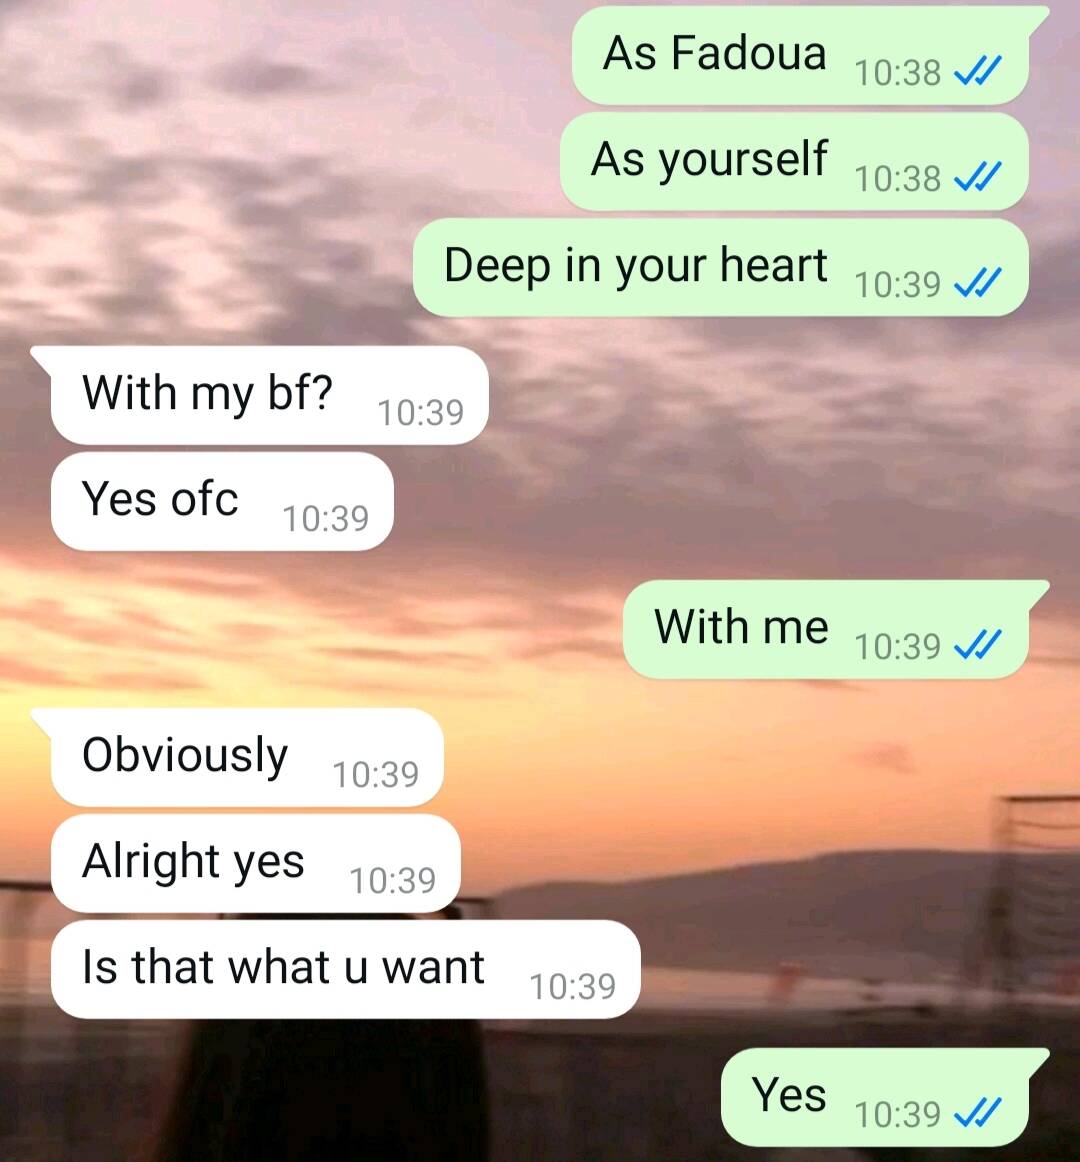 As Fadoua 10:38
As yourself 10:38
Deep in your heart 10:39
With my bf? 10:39
Yes ofc 10:39
With me 10:39
Obviously 10:39
Alright yes 10:39
Is that what u want 10:39
Yes 10:39